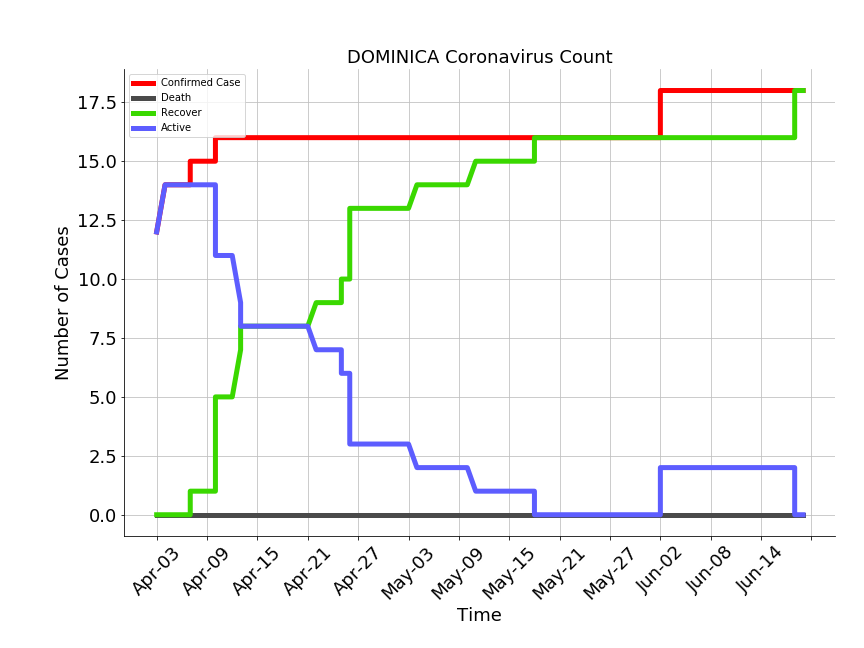 DOMINICA Coronavirus Count
Confirmed Case
Death
Recover
Active
17.5
15.0
12.5
10.0
7.5
5.0
2.5
0.0
Number of Cases
Apr-03
Apr-09
Apr-15
Apr-21
Apr-27
May-03
May-09
May-15
May-21
May-27
Jun-02
Jun-08
Jun-14
Time